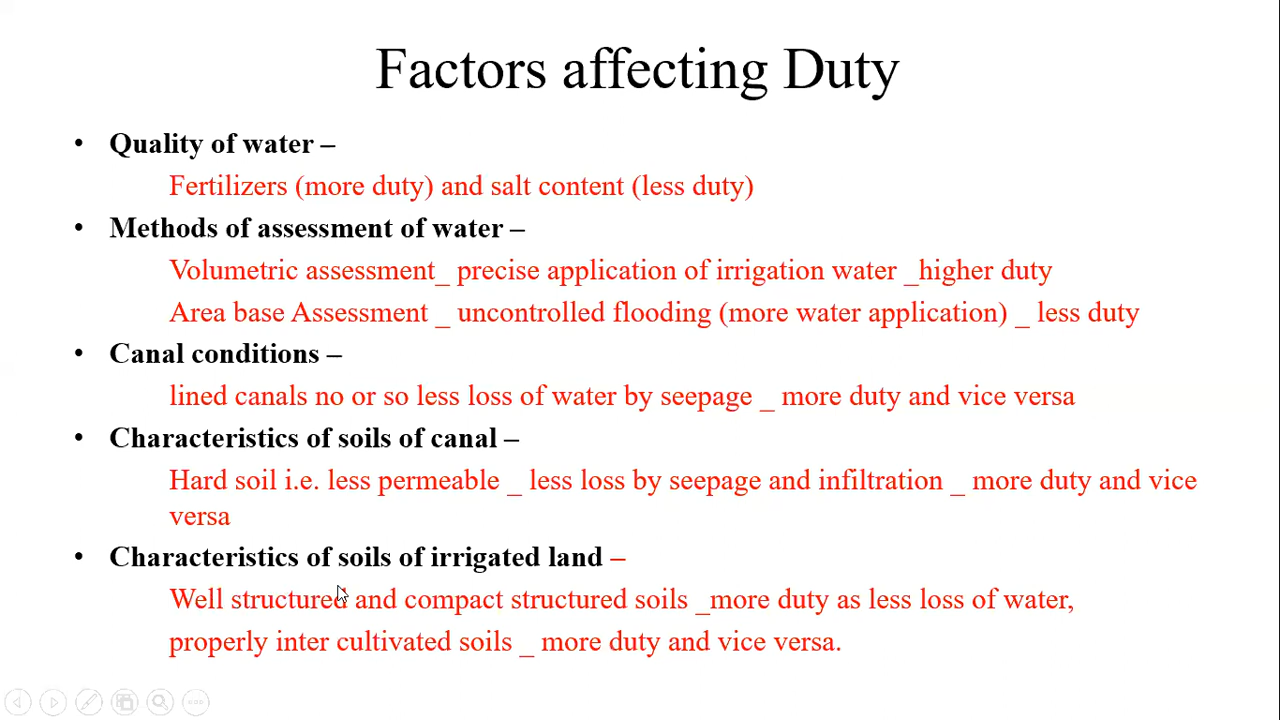 Factors affecting Duty
• Quality of water –
Fertilizers (more duty) and salt content (less duty)
• Methods of assessment of water –
Volumetric assessment_ precise application of irrigation water _higher duty
Area base Assessment _ uncontrolled flooding (more water application) _ less duty
• Canal conditions –
lined canals no or so less loss of water by seepage _ more duty and vice versa
• Characteristics of soils of canal –
Hard soil i.e. less permeable _ less loss by seepage and infiltration _ more duty and vice
versa
• Characteristics of soils of irrigated land –
Well structured and compact structured soils _more duty as less loss of water,
properly inter cultivated soils _ more duty and vice versa.